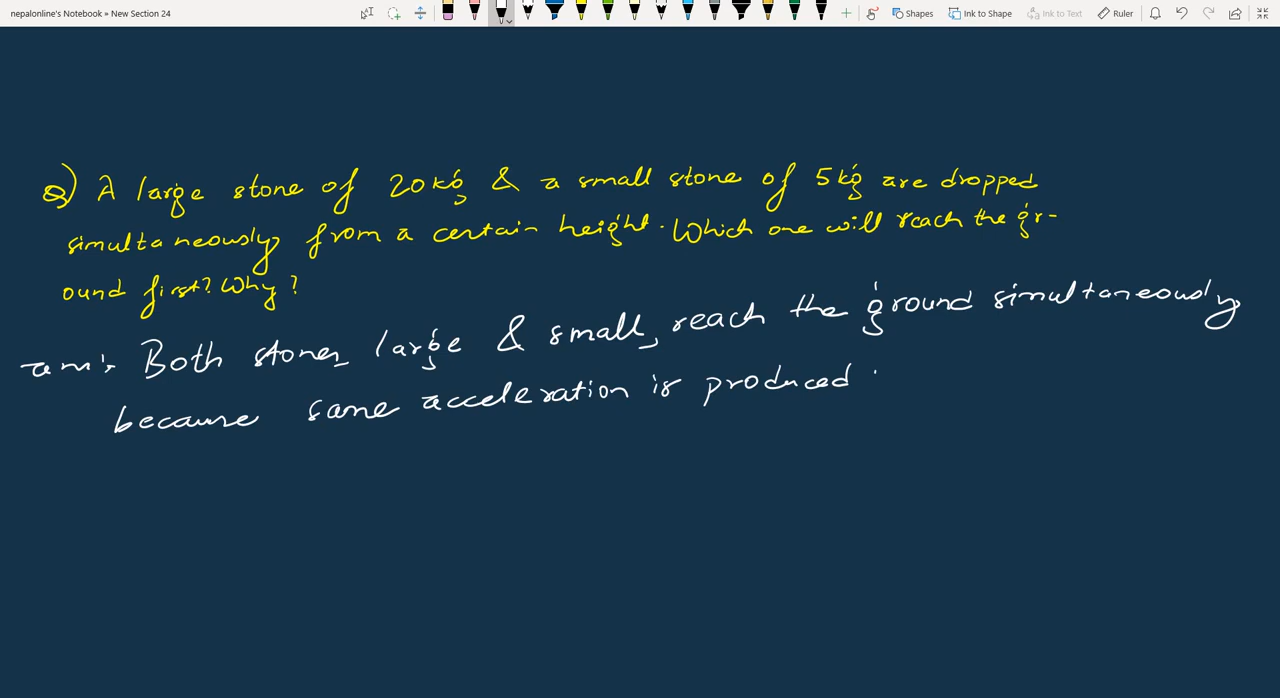 nepalonline's Notebook » New Section 24
Shapes Ink to Shape Ink to Text Ruler
Q) A large stone of 20kg & a small stone of 5kg are dropped
simultaneously from a certain height. Which one will reach the gr-
ound first? Why?
ans:- Both stones, large & small, reach the ground simultaneously
because same acceleration is produced.